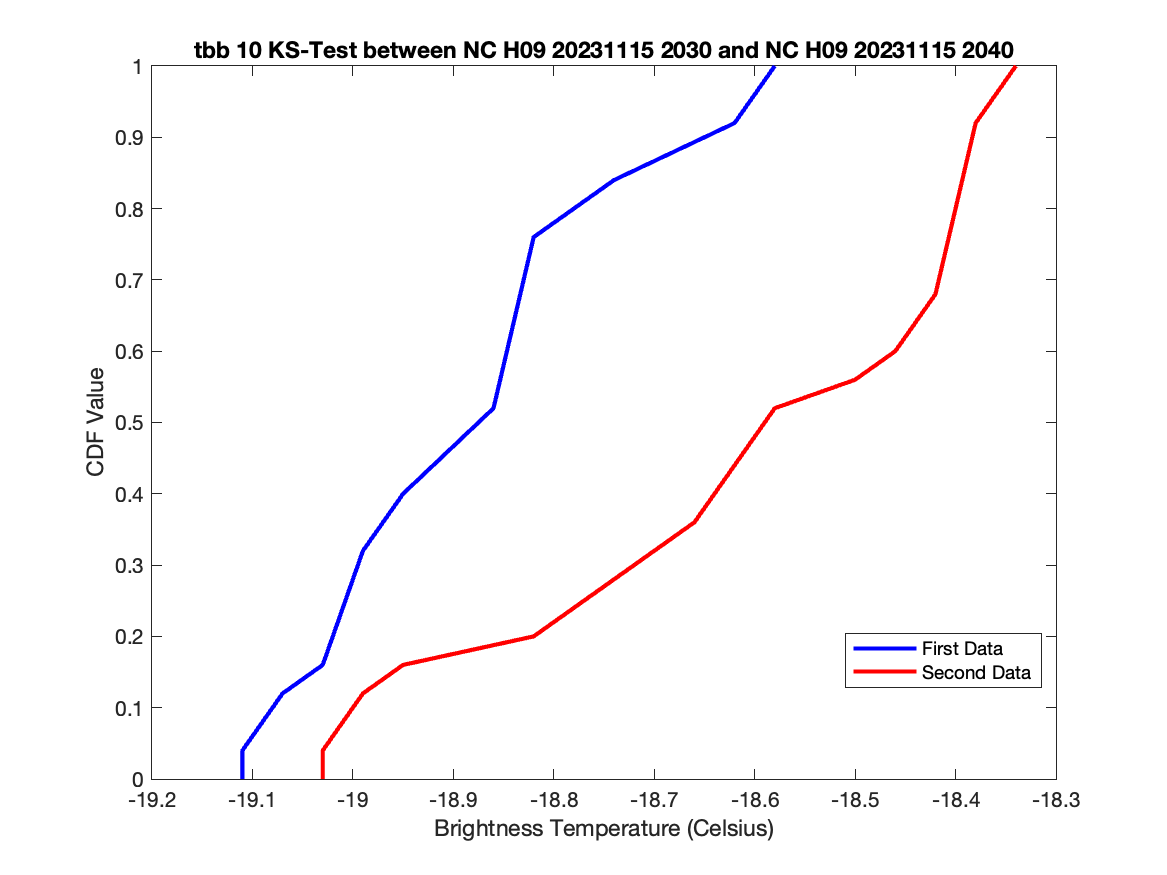 tbb 10 KS-Test between NC H09 20231115 2030 and NC H09 20231115 2040
1
0.9
0.8
0.7
0.6
0.5
0.4
0.3
0.2
0.1
0
CDF Value
First Data
Second Data
-19.2 -19.1 -19 -18.9 -18.8 -18.7 -18.6 -18.5 -18.4 -18.3
Brightness Temperature (Celsius)